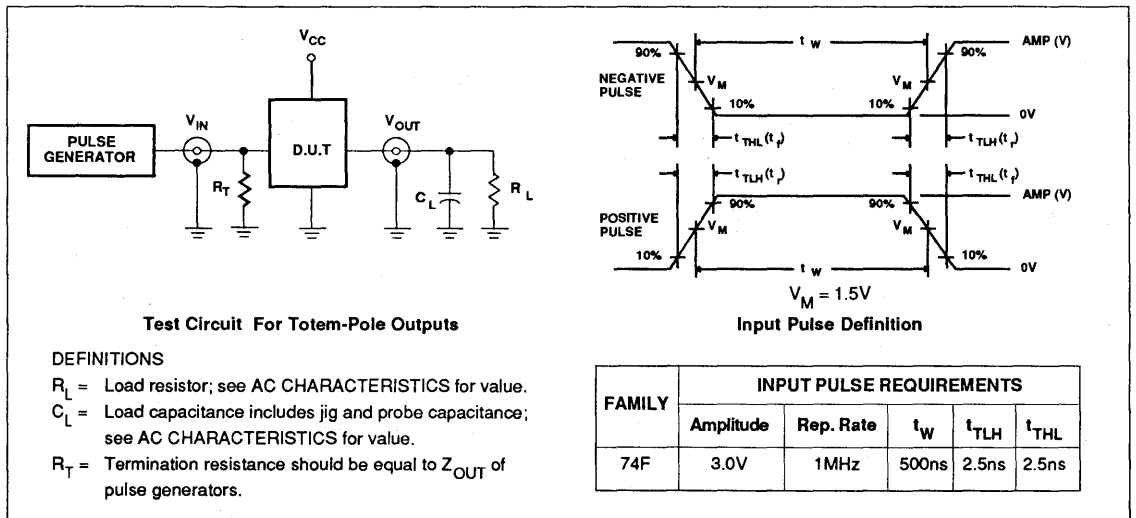 V_CC
PULSE
GENERATOR
V_IN
R_T
D.U.T
V_OUT
C_L
R_L
Test Circuit For Totem-Pole Outputs
NEGATIVE
PULSE
90%
V_M
10%
t_W
10%
V_M
90%
AMP (V)
0V
t_THL(t_f)
t_TLH(t_r)
t_TLH(t_r)
t_THL(t_f)
POSITIVE
PULSE
10%
V_M
90%
t_W
90%
V_M
10%
AMP (V)
0V
V_M = 1.5V
Input Pulse Definition
DEFINITIONS
R_L = Load resistor; see AC CHARACTERISTICS for value.
C_L = Load capacitance includes jig and probe capacitance;
see AC CHARACTERISTICS for value.
R_T = Termination resistance should be equal to Z_OUT of
pulse generators.
FAMILY
INPUT PULSE REQUIREMENTS
Amplitude Rep. Rate t_W t_TLH t_THL
74F 3.0V 1MHz 500ns 2.5ns 2.5ns